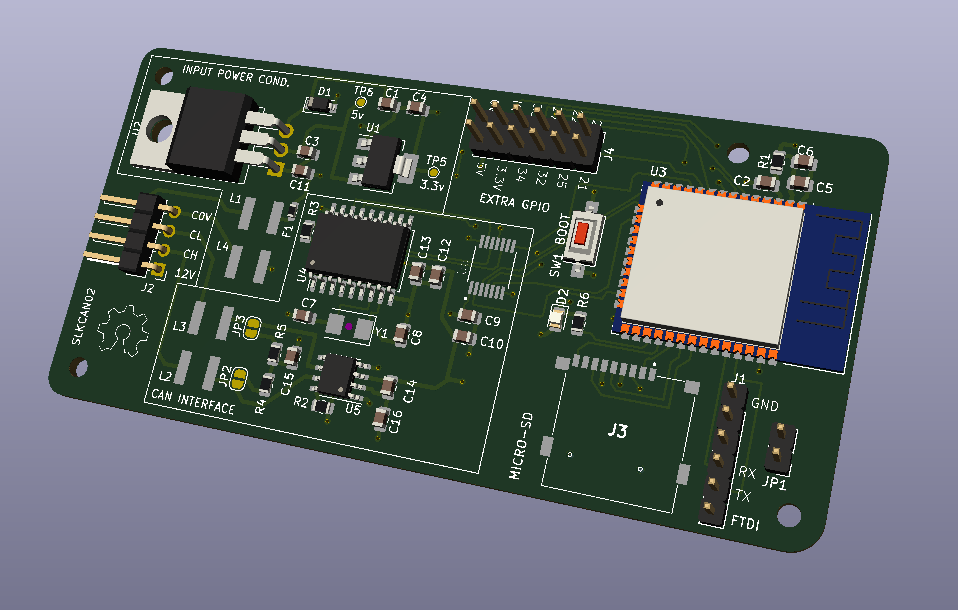 INPUT POWER COND.
U2
D1
TP6
5v
C1
C4
U1
TP5
3.3v
C3
C11
J4
5V
3.3V
34
32
25
21
EXTRA GPIO
R1
C6
C2
C5
U3
COV
CL
CH
12V
J2
L1
L4
F1
R3
U4
C13
C12
SW1 BOOT
D2
R6
C9
C10
SLKCAN02
L3
L2
JP3
JP2
C7
Y1
C8
R5
C15
R4
R2
U5
C14
C16
CAN INTERFACE
MICRO-SD
J3
J1
GND
RX
TX
FTDI
JP1